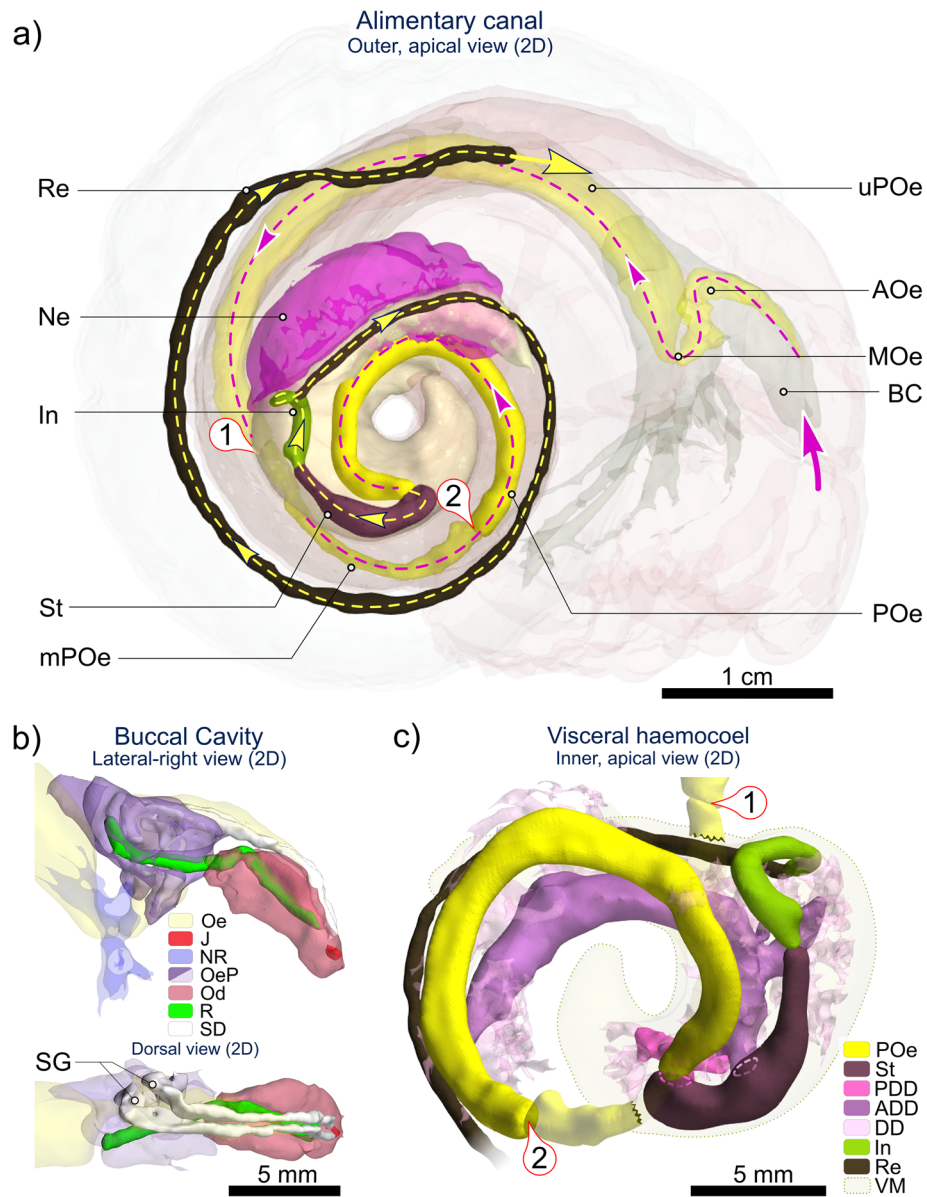 a)
Alimentary canal
Outer, apical view (2D)
Re
Ne
In
1
2
St
mPOe
uPOe
AOe
MOe
BC
POe
1 cm
b)
Buccal Cavity
Lateral-right view (2D)
Oe
J
NR
OeP
Od
R
SD
Dorsal view (2D)
SG
5 mm
c)
Visceral haemocoel
Inner, apical view (2D)
1
2
POe
St
PDD
ADD
DD
In
Re
VM
5 mm